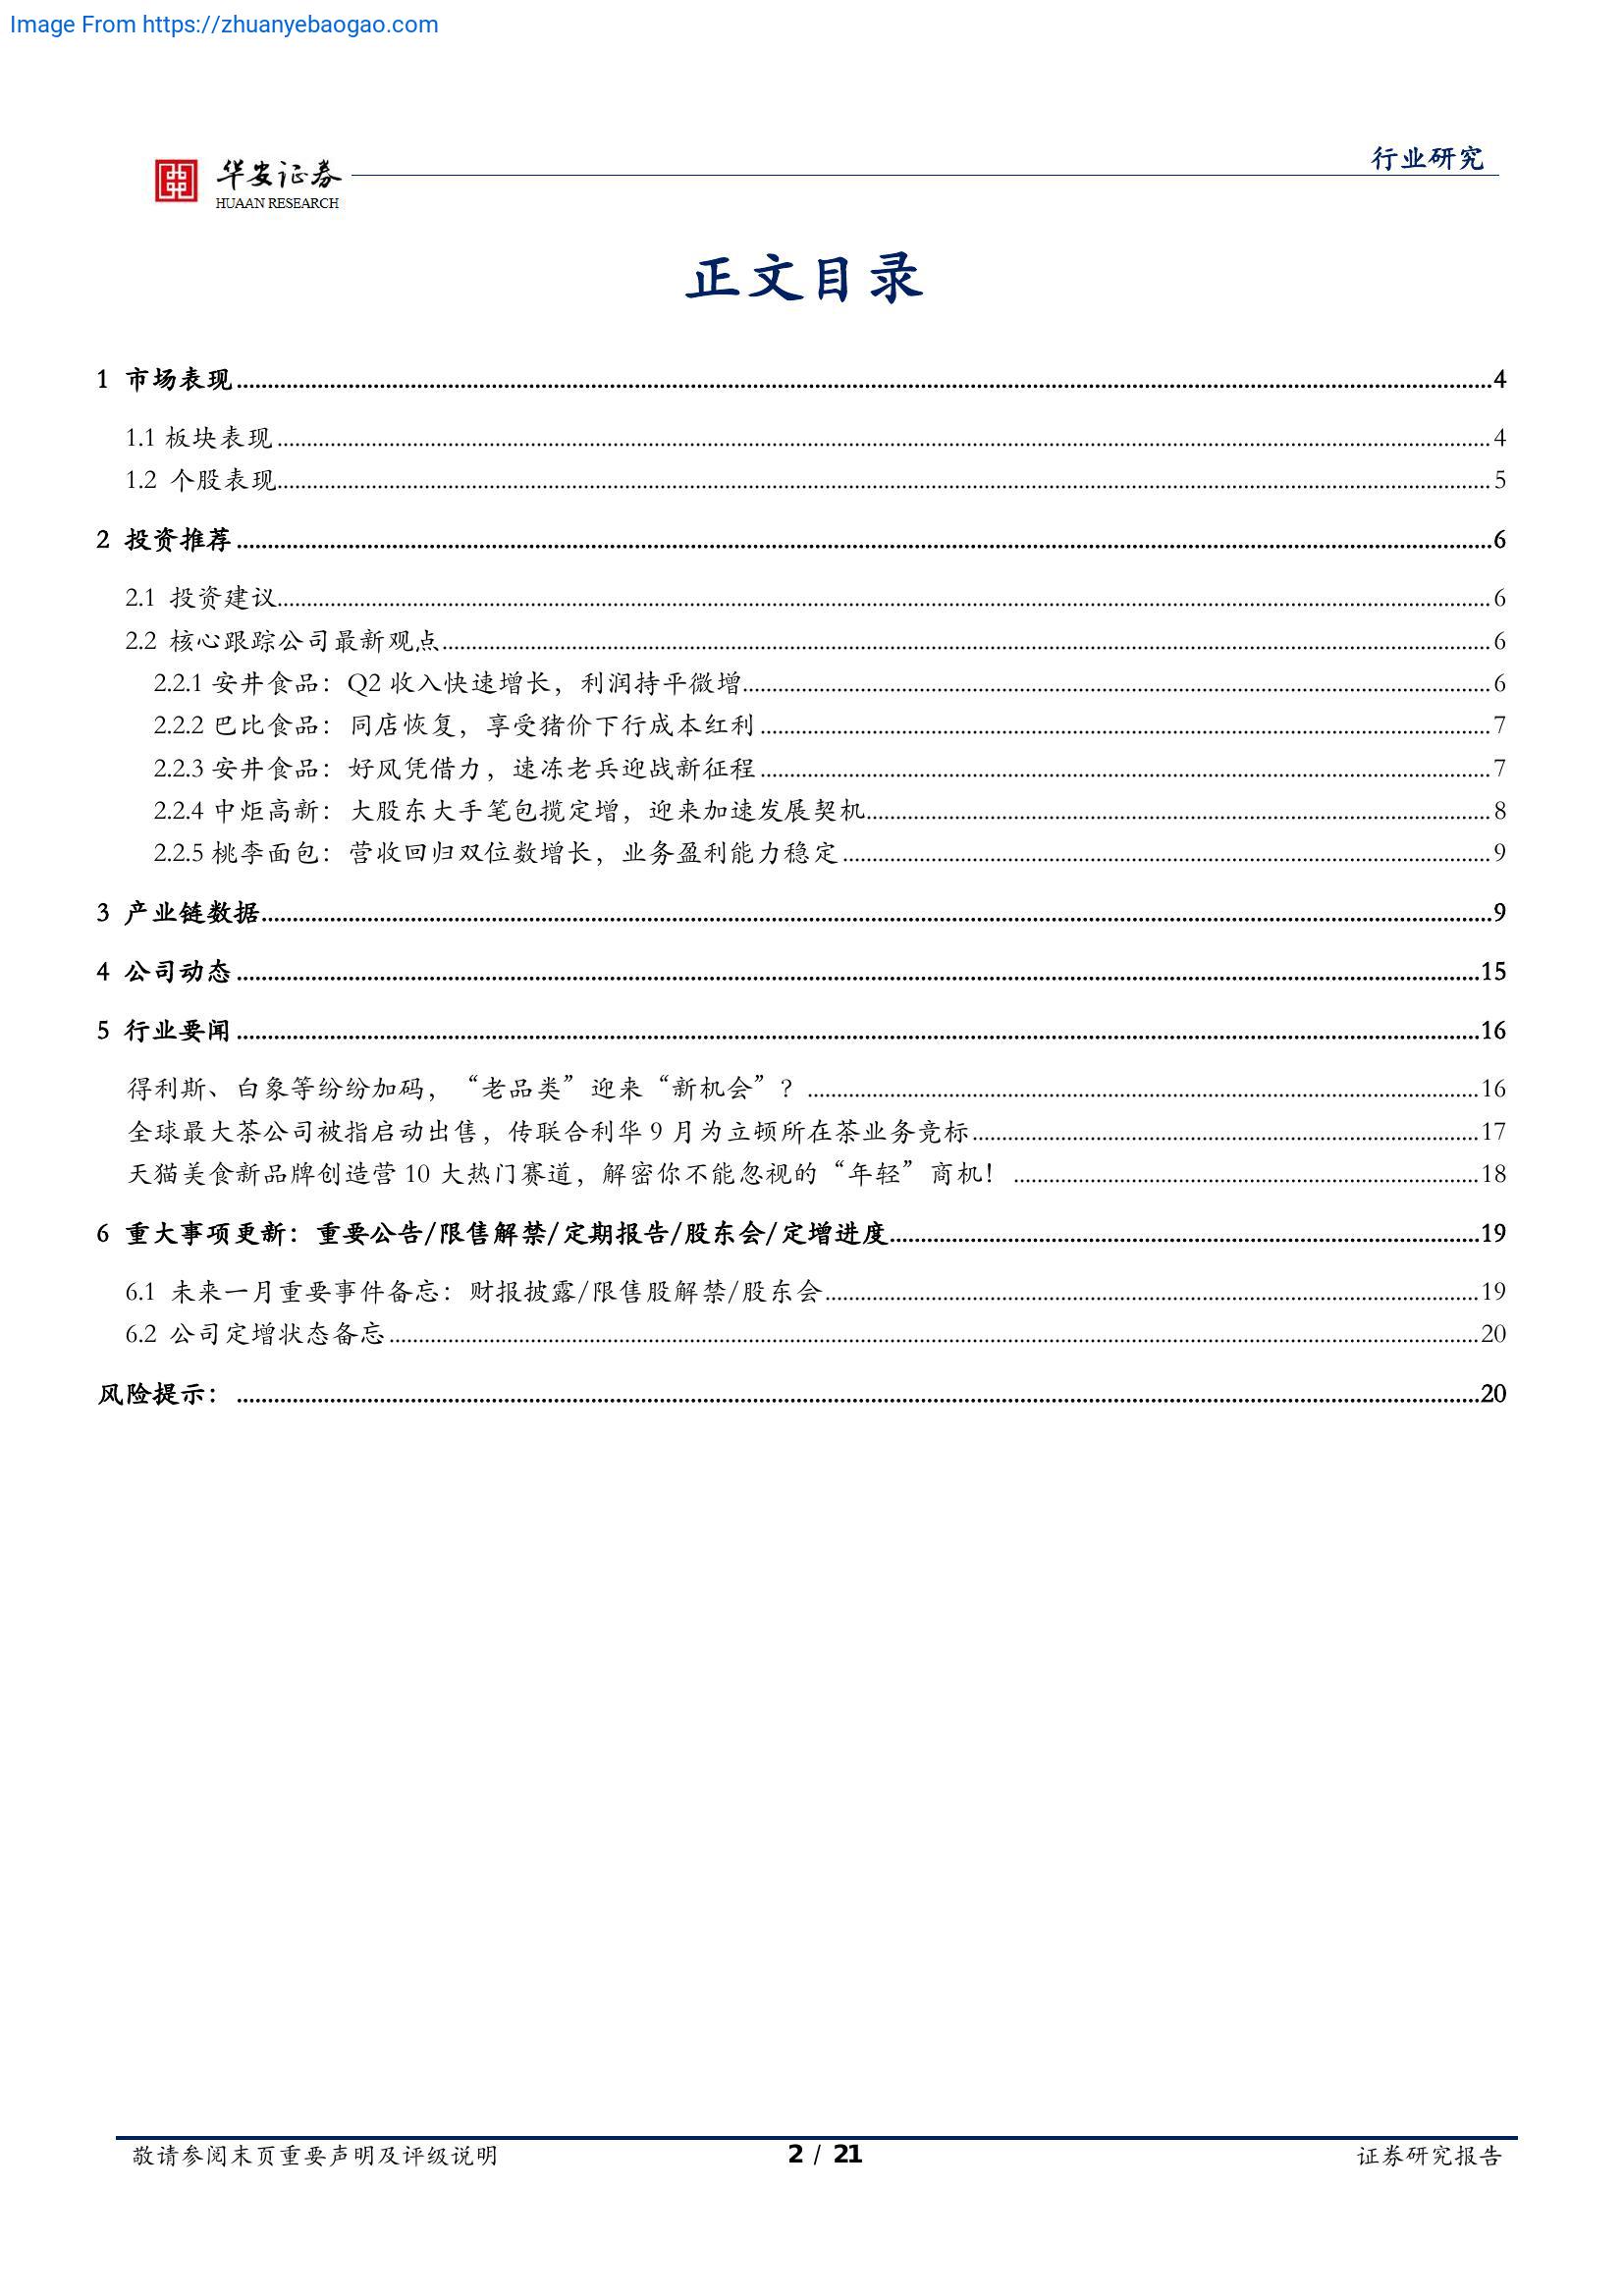 Image From https://zhuanyebaogao.com
行业研究
华安证券
HUAAN RESEARCH
正文目录
1 市场表现 4
1.1 板块表现 4
1.2 个股表现 5
2 投资推荐 6
2.1 投资建议 6
2.2 核心跟踪公司最新观点 6
2.2.1 安井食品：Q2 收入快速增长，利润持平微增 6
2.2.2 巴比食品：同店恢复，享受猪价下行成本红利 7
2.2.3 安井食品：好风凭借力，速冻老兵迎战新征程 7
2.2.4 中炬高新：大股东大手笔包揽定增，迎来加速发展契机 8
2.2.5 桃李面包：营收回归双位数增长，业务盈利能力稳定 9
3 产业链数据 9
4 公司动态 15
5 行业要闻 16
得利斯、白象等纷纷加码，“老品类”迎来“新机会”？ 16
全球最大茶公司被指启动出售，传联合利华 9 月为立顿所在茶业务竞标 17
天猫美食新品牌创造营 10 大热门赛道，解密你不能忽视的“年轻”商机！ 18
6 重大事项更新：重要公告/限售解禁/定期报告/股东会/定增进度 19
6.1 未来一月重要事件备忘：财报披露/限售股解禁/股东会 19
6.2 公司定增状态备忘 20
风险提示： 20
敬请参阅末页重要声明及评级说明
2 / 21
证券研究报告